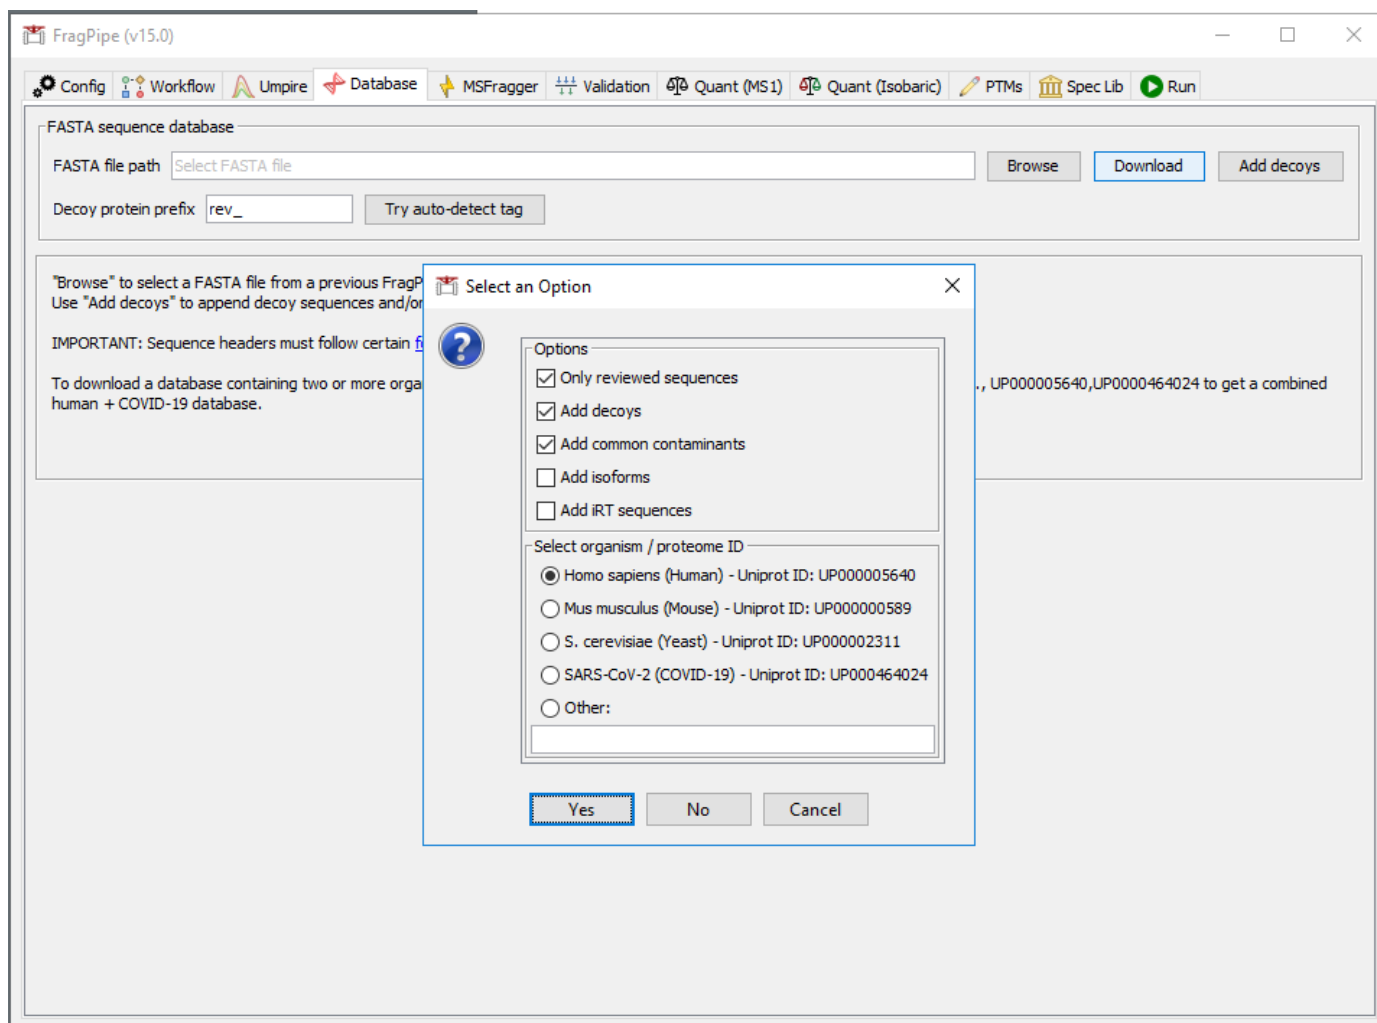 FragPipe (v15.0)
Config Workflow Umpire Database MSFragger Validation Quant (MS1) Quant (Isobaric) PTMs Spec Lib Run
FASTA sequence database
FASTA file path Select FASTA file Browse Download Add decoys
Decoy protein prefix rev_ Try auto-detect tag
"Browse" to select a FASTA file from a previous FragP
Use "Add decoys" to append decoy sequences and/or
IMPORTANT: Sequence headers must follow certain
To download a database containing two or more orga ., UP000005640,UP0000464024 to get a combined
human + COVID-19 database.
Select an Option
Options
Only reviewed sequences
Add decoys
Add common contaminants
Add isoforms
Add iRT sequences
Select organism / proteome ID
Homo sapiens (Human) - Uniprot ID: UP000005640
Mus musculus (Mouse) - Uniprot ID: UP000000589
S. cerevisiae (Yeast) - Uniprot ID: UP000002311
SARS-CoV-2 (COVID-19) - Uniprot ID: UP000464024
Other:
Yes No Cancel